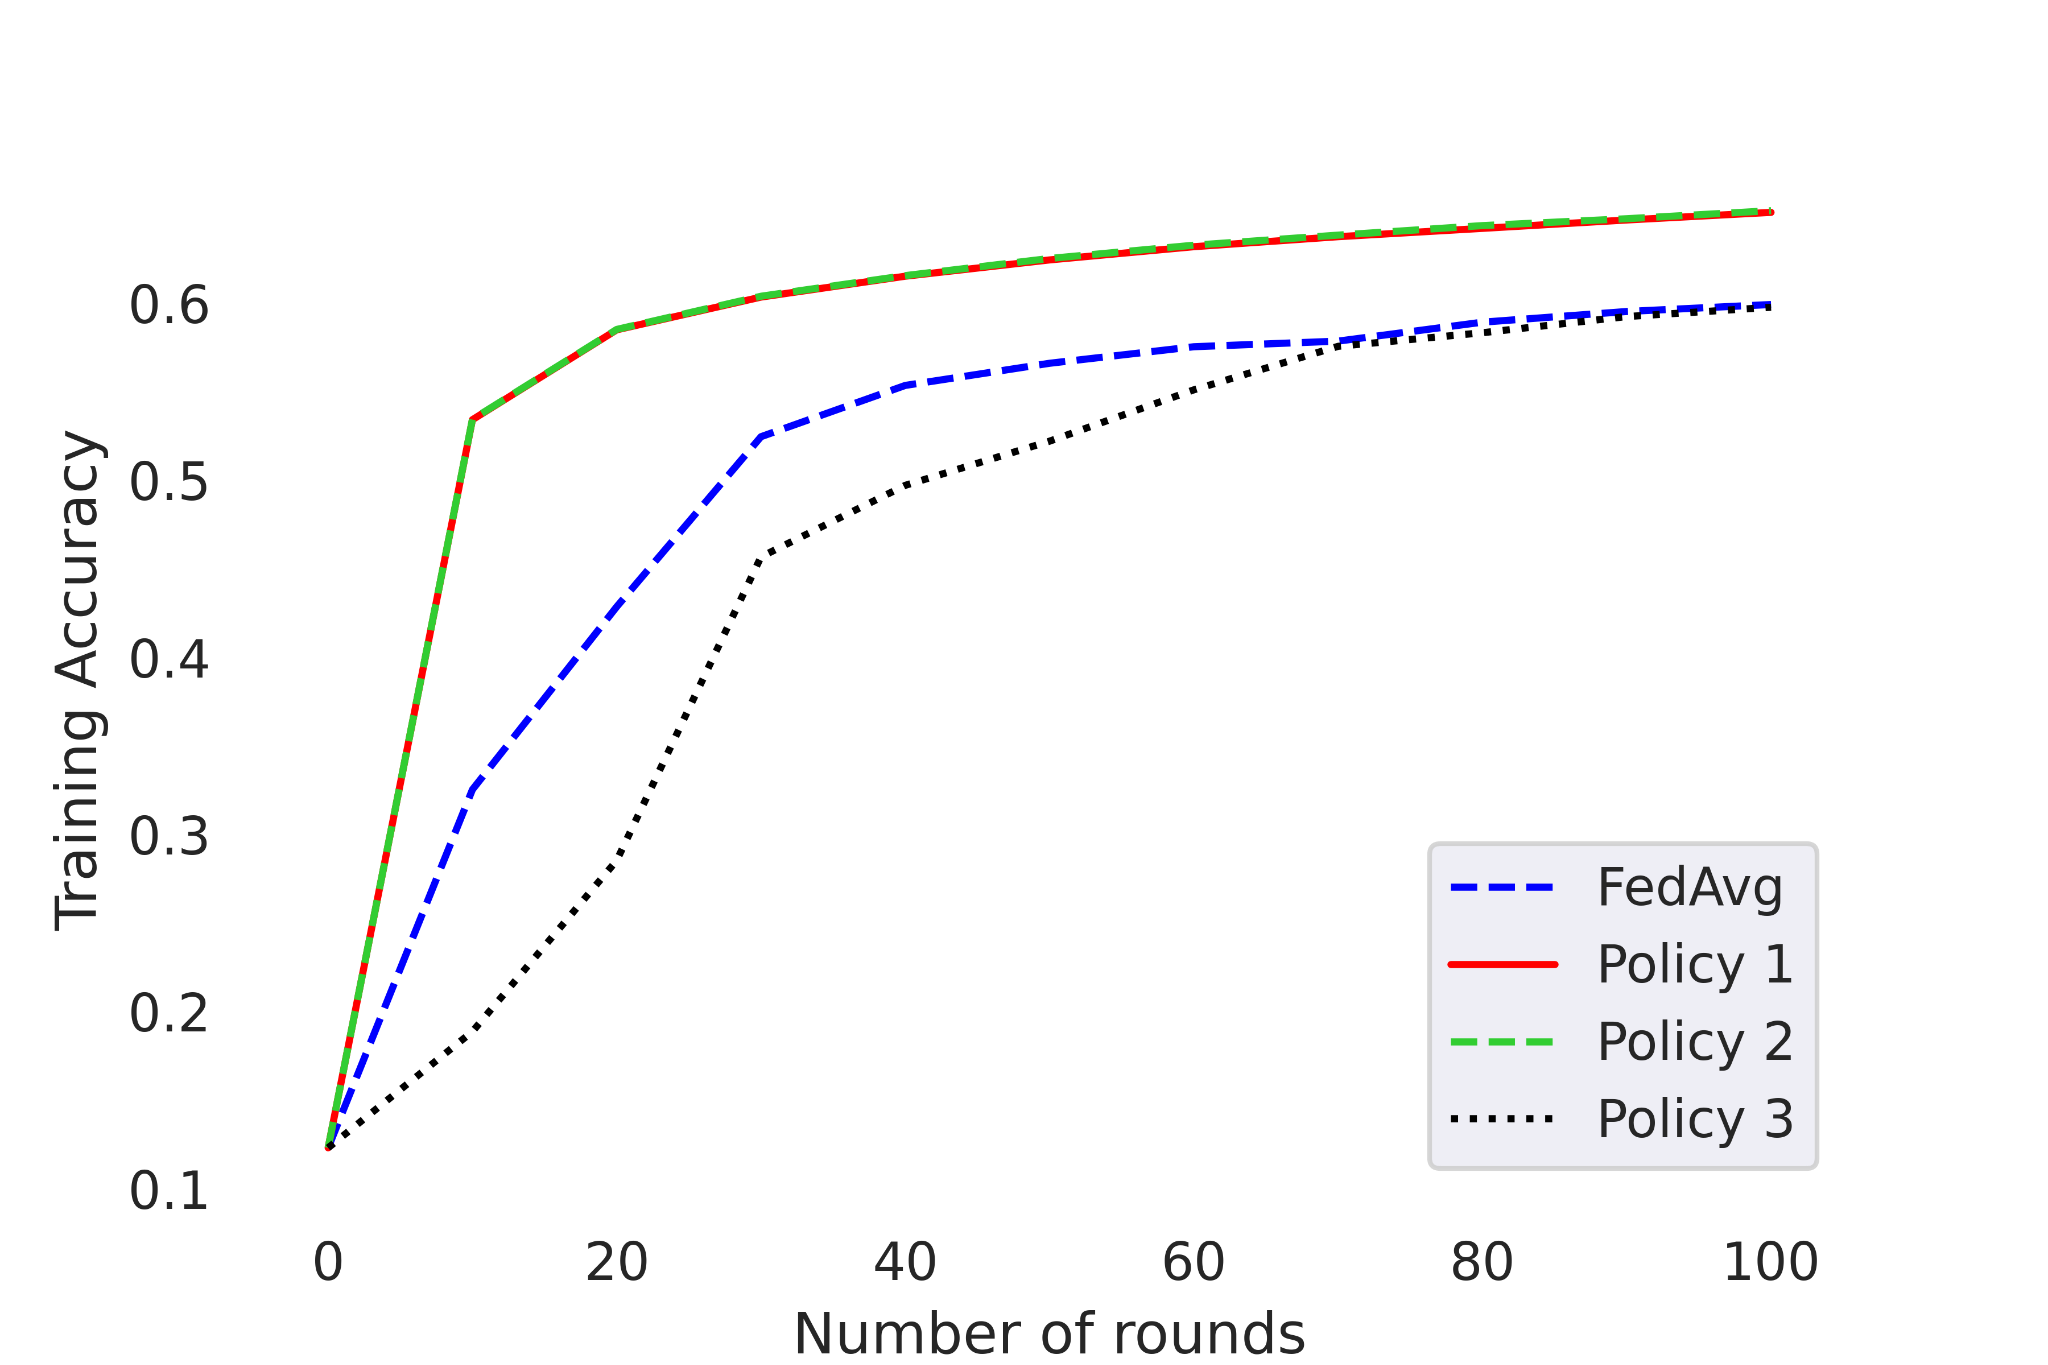 Training Accuracy
0.6
0.5
0.4
0.3
0.2
0.1
0 20 40 60 80 100
Number of rounds
FedAvg
Policy 1
Policy 2
Policy 3